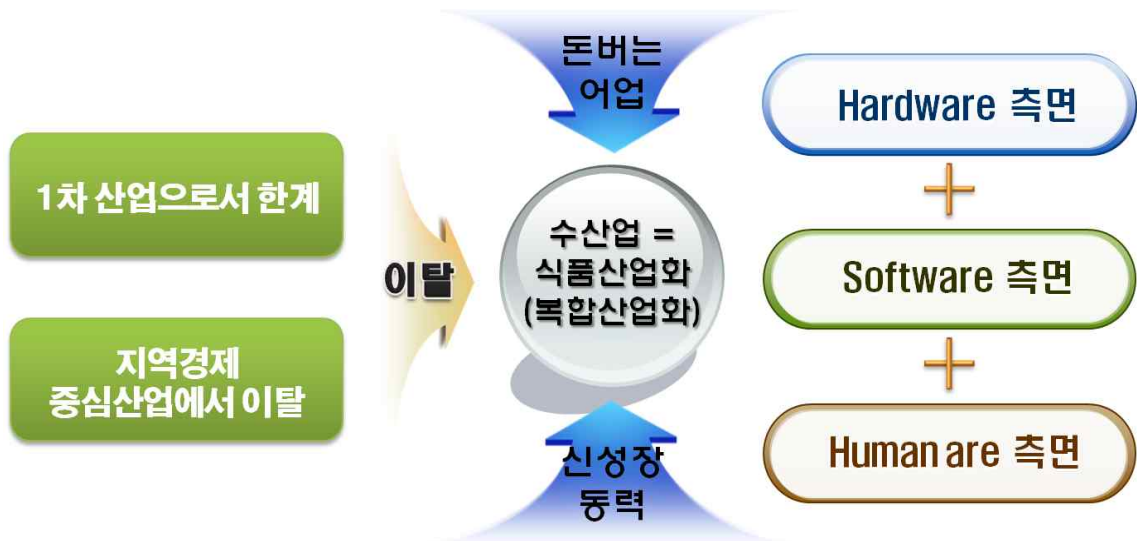 1차 산업으로서 한계
지역경제
중심산업에서 이탈
이탈
돈버는
어업
수산업 =
식품산업화
(복합산업화)
신성장
동력
Hardware 측면
+
Software 측면
+
Human are 측면